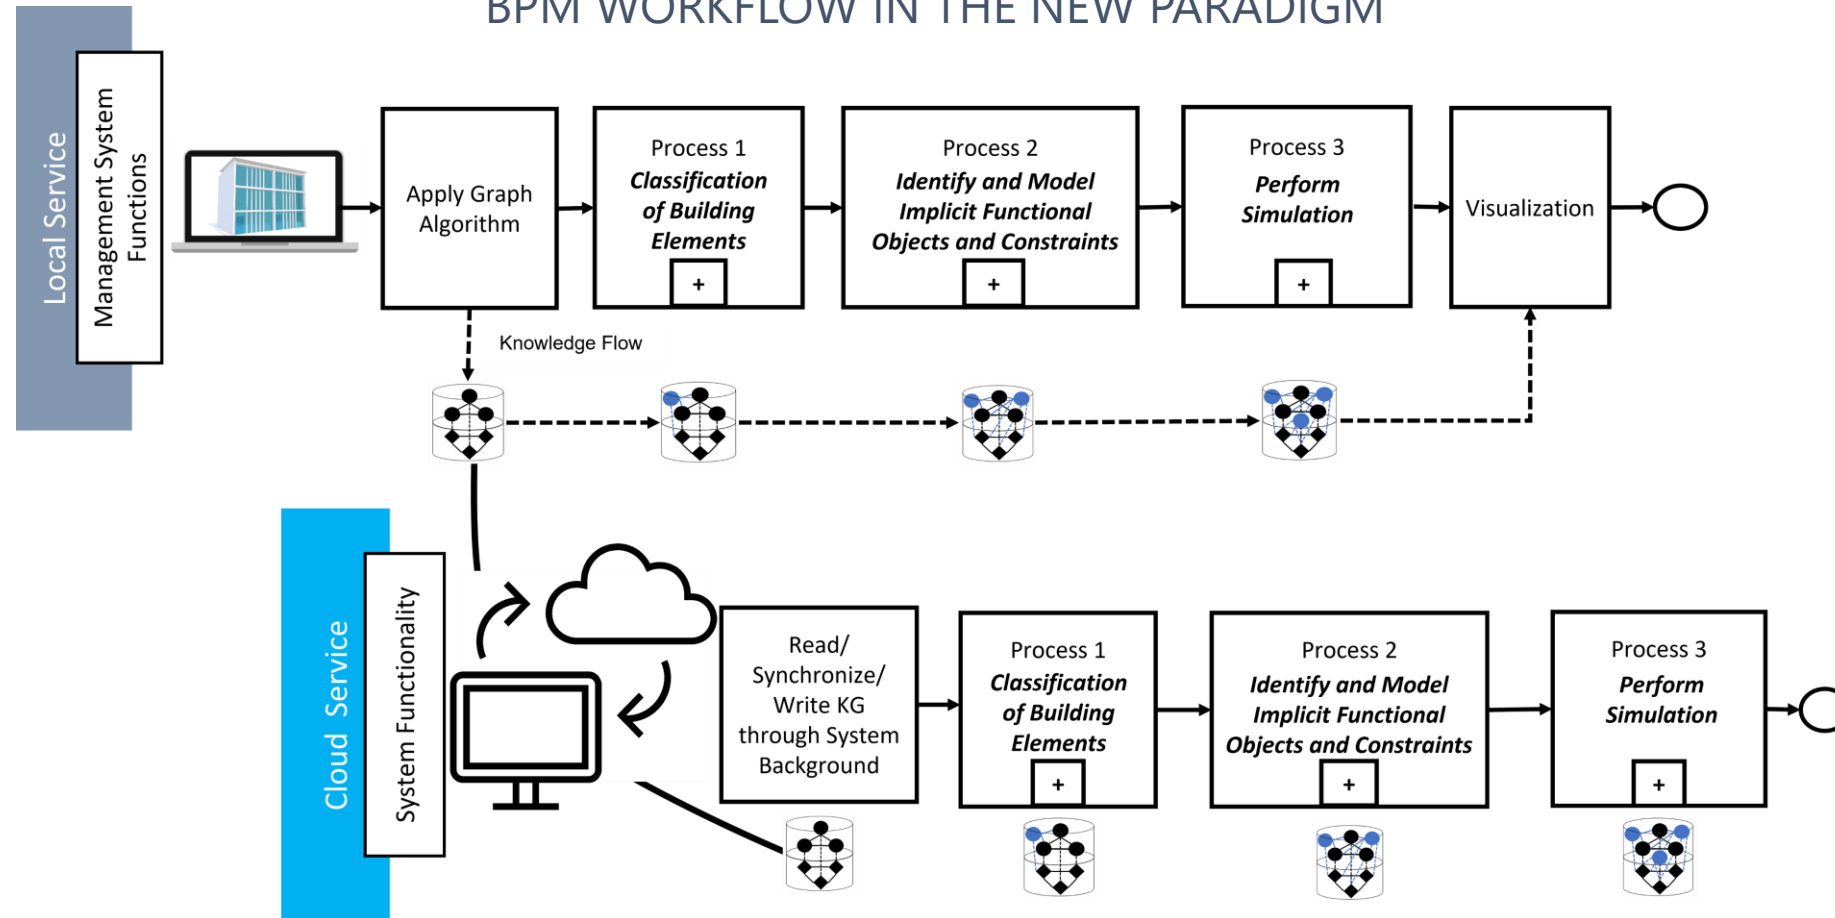 BPM WORKFLOW IN THE NEW PARADIGM
Local Service
Management System
Functions
Apply Graph
Algorithm
Process 1
Classification
of Building
Elements
+
Process 2
Identify and Model
Implicit Functional
Objects and Constraints
+
Process 3
Perform
Simulation
+
Visualization
Knowledge Flow
Cloud Service
System Functionality
Read/
Synchronize/
Write KG
through System
Background
Process 1
Classification
of Building
Elements
+
Process 2
Identify and Model
Implicit Functional
Objects and Constraints
+
Process 3
Perform
Simulation
+